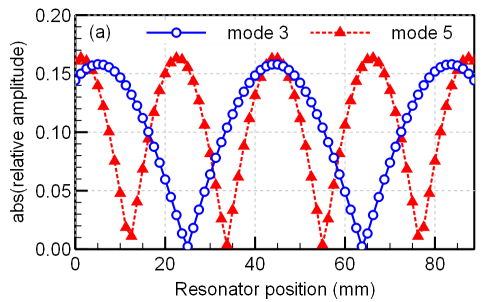 0.20
(a)
mode 3
mode 5
0.15
0.10
0.05
0.00
abs(relative amplitude)
0 20 40 60 80
Resonator position (mm)